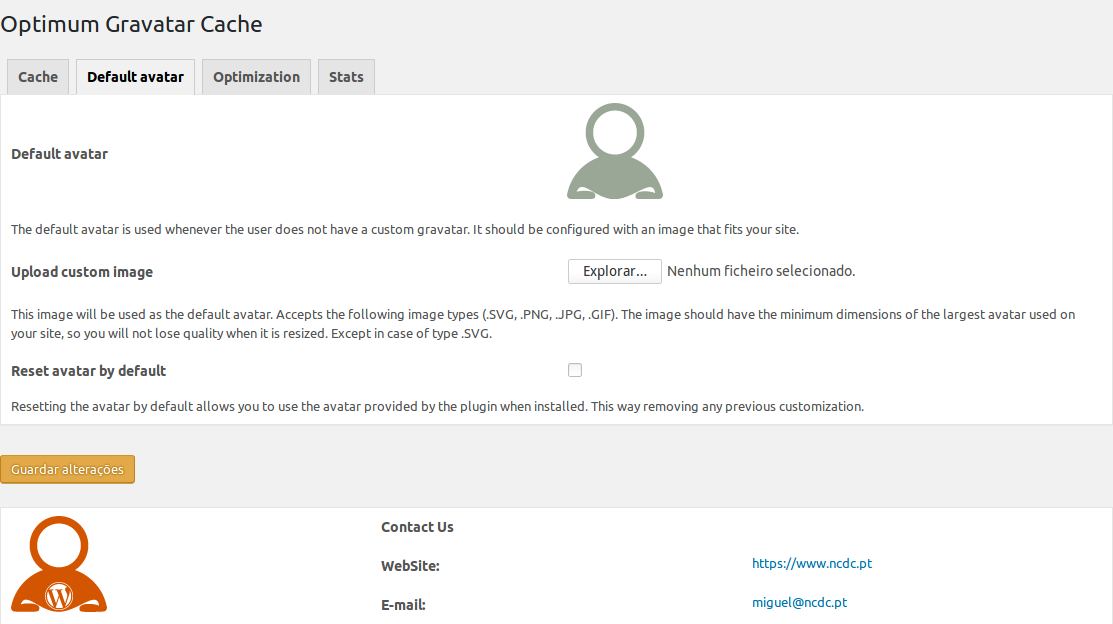 Optimum Gravatar Cache
Cache
Default avatar
Optimization
Stats
Default avatar
The default avatar is used whenever the user does not have a custom gravatar. It should be configured with an image that fits your site.
Upload custom image
Explorar...
Nenhum ficheiro selecionado.
This image will be used as the default avatar. Accepts the following image types (.SVG, .PNG, .JPG, .GIF). The image should have the minimum dimensions of the largest avatar used on
your site, so you will not lose quality when it is resized. Except in case of type .SVG.
Reset avatar by default
Resetting the avatar by default allows you to use the avatar provided by the plugin when installed. This way removing any previous customization.
Guardar alterações
Contact Us
WebSite:
https://www.ncdc.pt
E-mail:
miguel@ncdc.pt